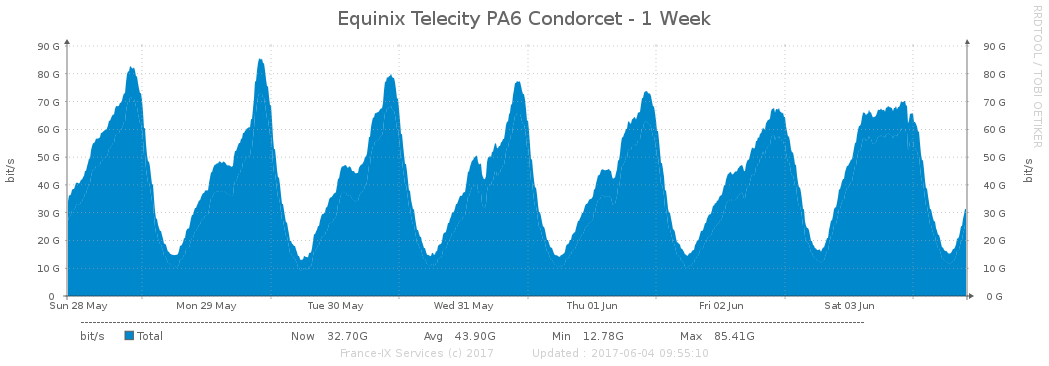 Equinix Telecity PA6 Condorcet - 1 Week
RRDTOOL / TOBI OETIKER
90 G 90 G
80 G 80 G
70 G 70 G
60 G 60 G
50 G 50 G
40 G 40 G
30 G 30 G
20 G 20 G
10 G 10 G
0 0 G
bit/s bit/s
Sun 28 May Mon 29 May Tue 30 May Wed 31 May Thu 01 Jun Fri 02 Jun Sat 03 Jun
bit/s Total Now 32.70G Avg 43.90G Min 12.78G Max 85.41G
France-IX Services (c) 2017 Updated : 2017-06-04 09:55:10